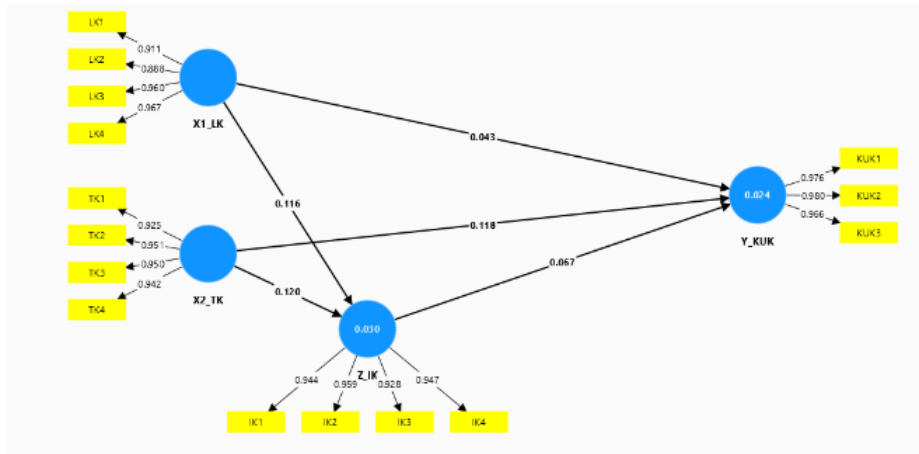 LK1
0.911
LK2
0.888
LK3
0.960
LK4
0.967
X1_LK
0.043
0.116
TK1
0.925
TK2
0.951
TK3
0.950
TK4
0.942
X2_TK
0.118
0.120
0.067
0.030
Z_IK
0.944
0.959
0.928
0.947
IK1
IK2
IK3
IK4
0.024
Y_KUK
0.976
KUK1
0.980
KUK2
0.966
KUK3